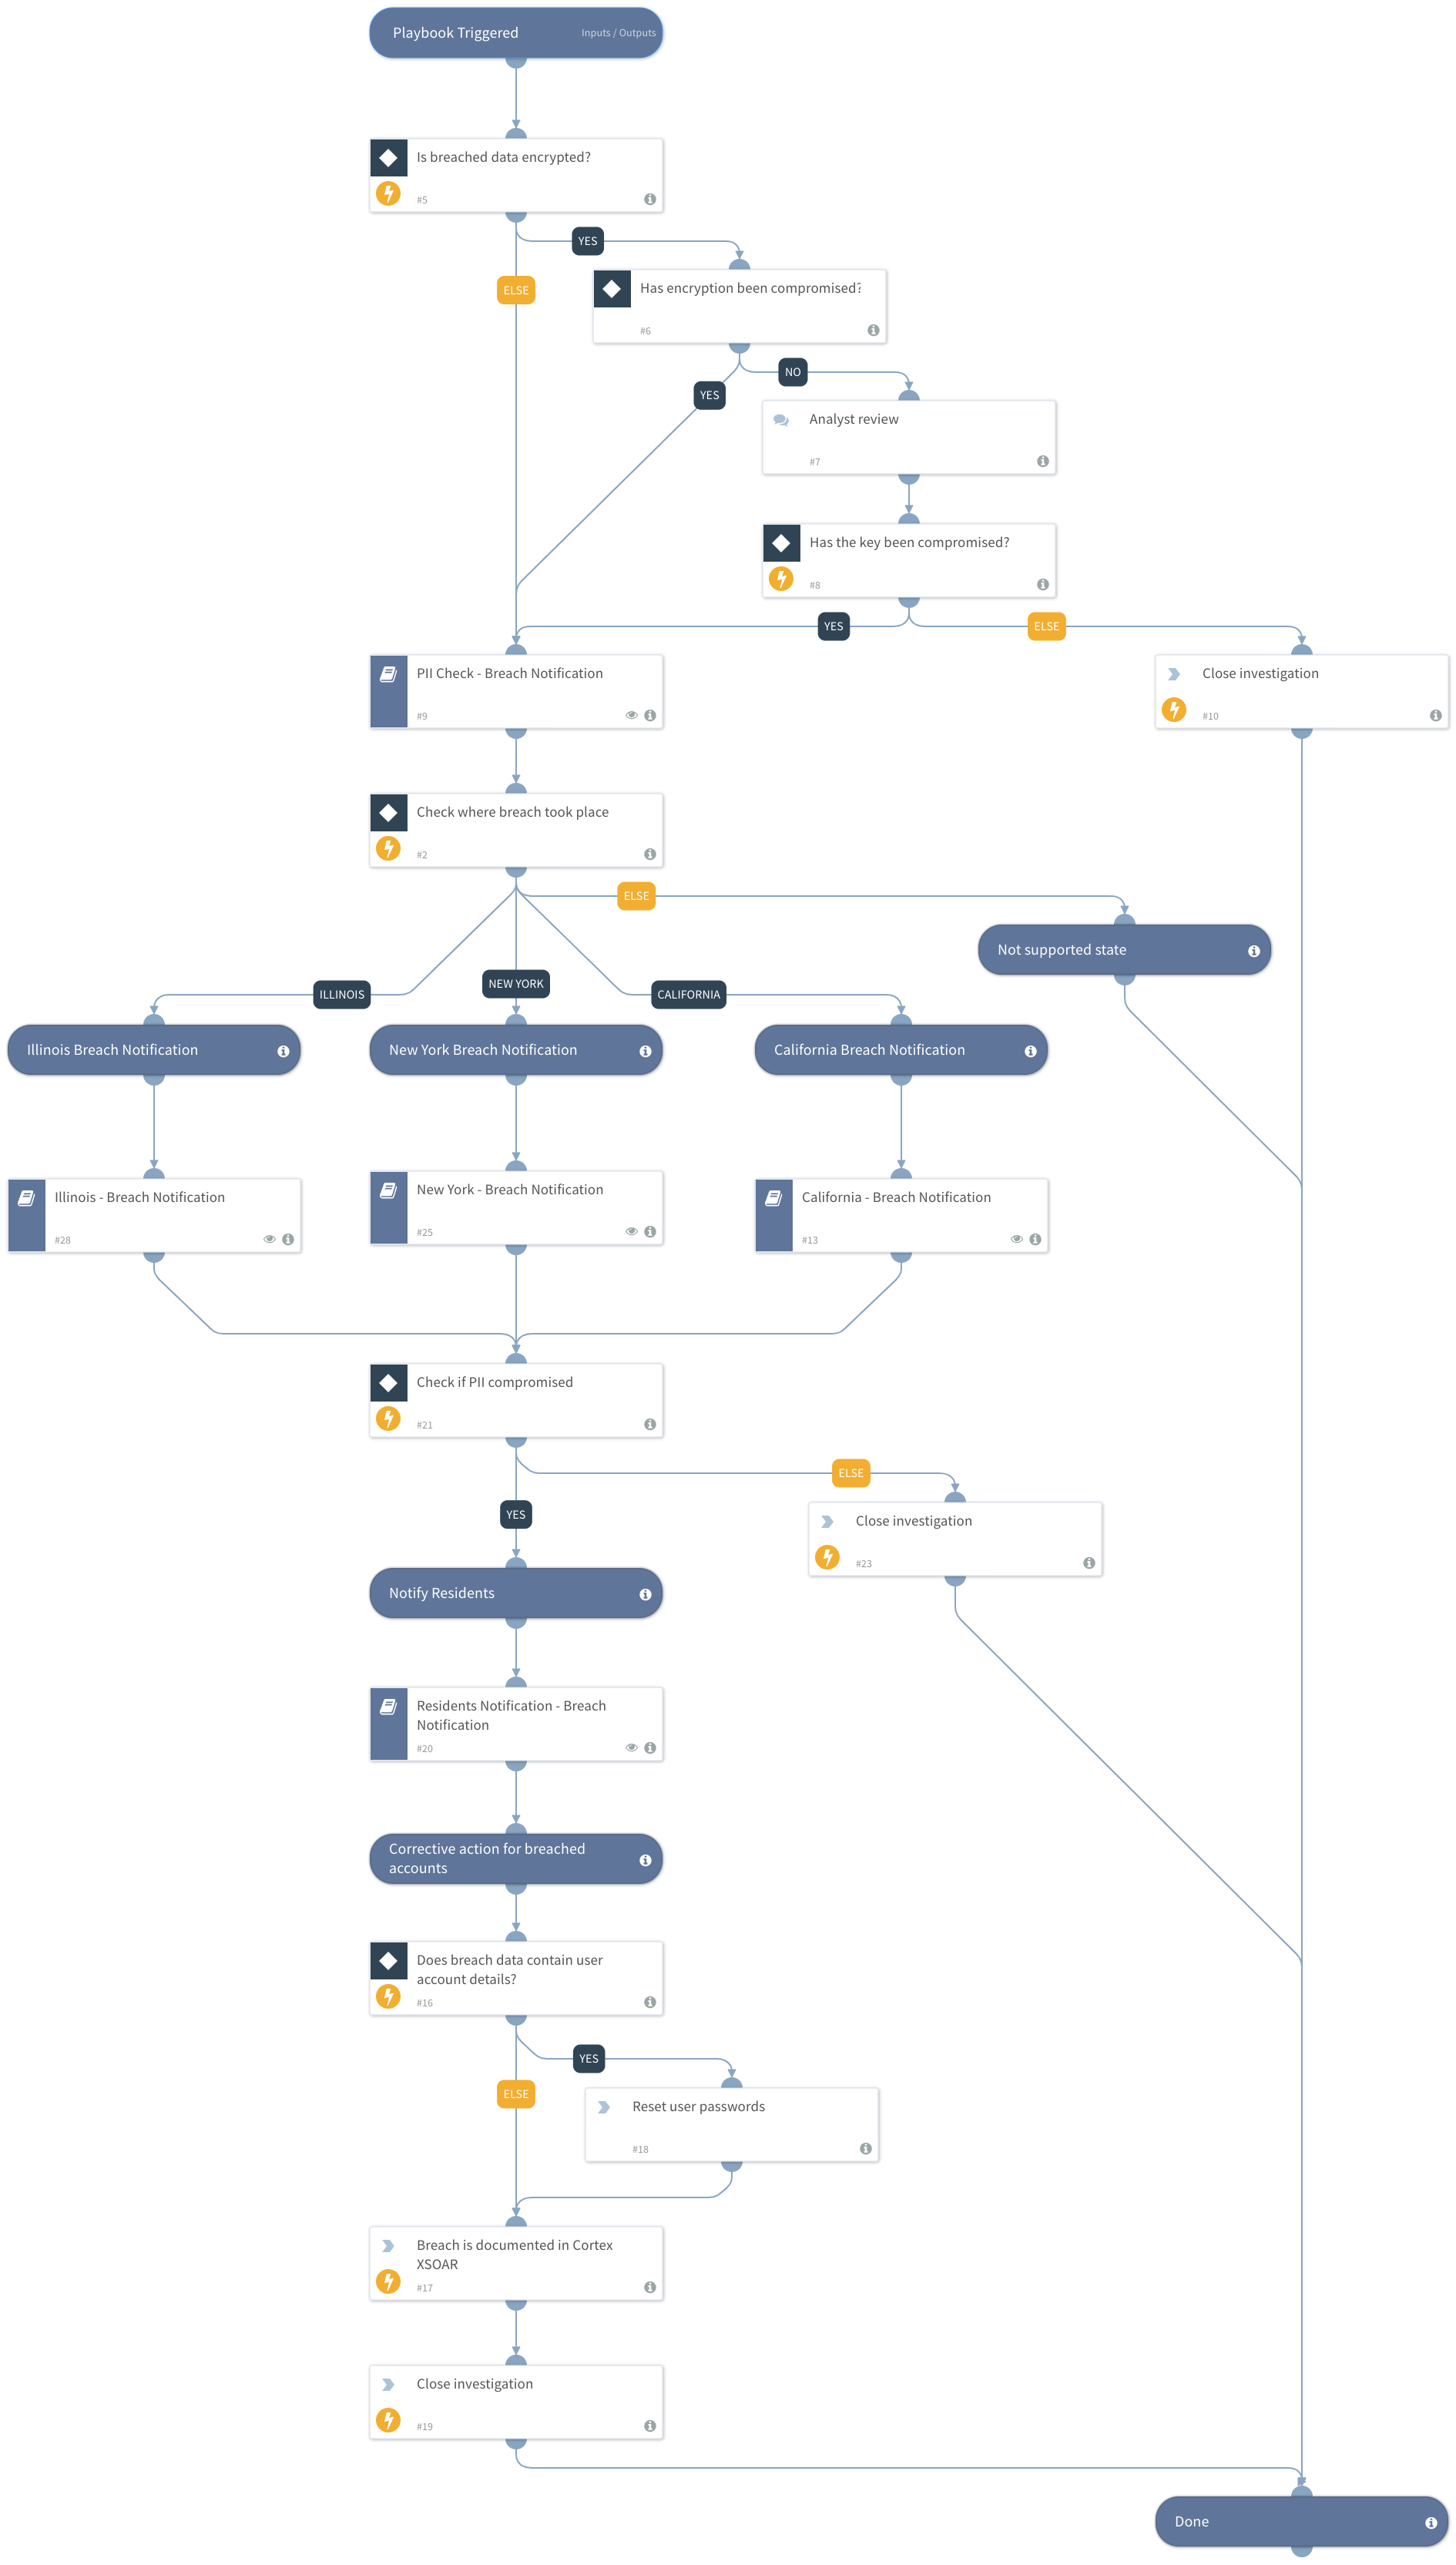 Playbook Triggered
Inputs / Outputs
Is breached data encrypted?
#5
YES
ELSE
Has encryption been compromised?
#6
NO
YES
Analyst review
#7
Has the key been compromised?
#8
YES
ELSE
PII Check - Breach Notification
#9
Close investigation
#10
Check where breach took place
#2
ELSE
Not supported state
ILLINOIS
NEW YORK
CALIFORNIA
Illinois Breach Notification
New York Breach Notification
California Breach Notification
Illinois - Breach Notification
#28
New York - Breach Notification
#25
California - Breach Notification
#13
Check if PII compromised
#21
ELSE
YES
Close investigation
#23
Notify Residents
Residents Notification - Breach
Notification
#20
Corrective action for breached
accounts
Does breach data contain user
account details?
#16
YES
ELSE
Reset user passwords
#18
Breach is documented in Cortex
XSOAR
#17
Close investigation
#19
Done